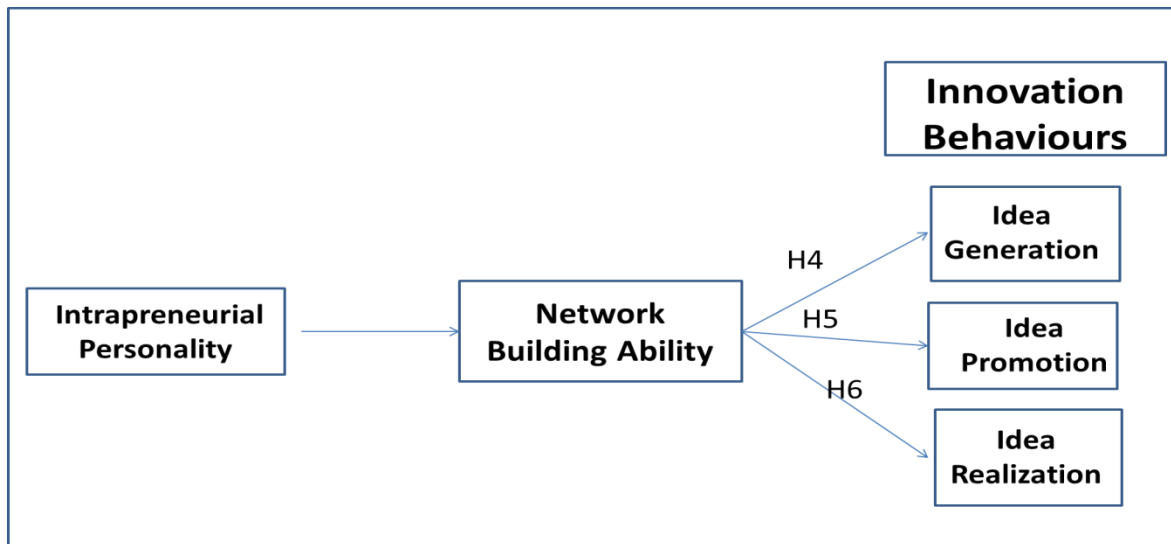 Innovation
Behaviours
Idea
Generation
H4
Intrapreneurial
Personality
Network
Building Ability
H5
Idea
Promotion
H6
Idea
Realization